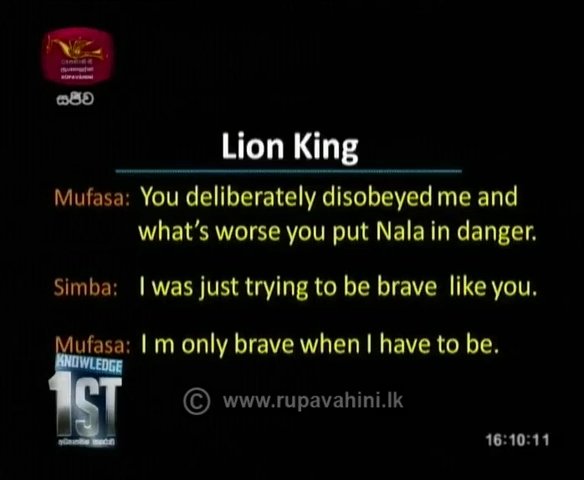 RUPAVAHINI
සජීව
Lion King
Mufasa: You deliberately disobeyed me and
what's worse you put Nala in danger.
Simba: I was just trying to be brave like you.
Mufasa: I m only brave when I have to be.
KNOWLEDGE
1ST
© www.rupavahini.lk
16:10:11